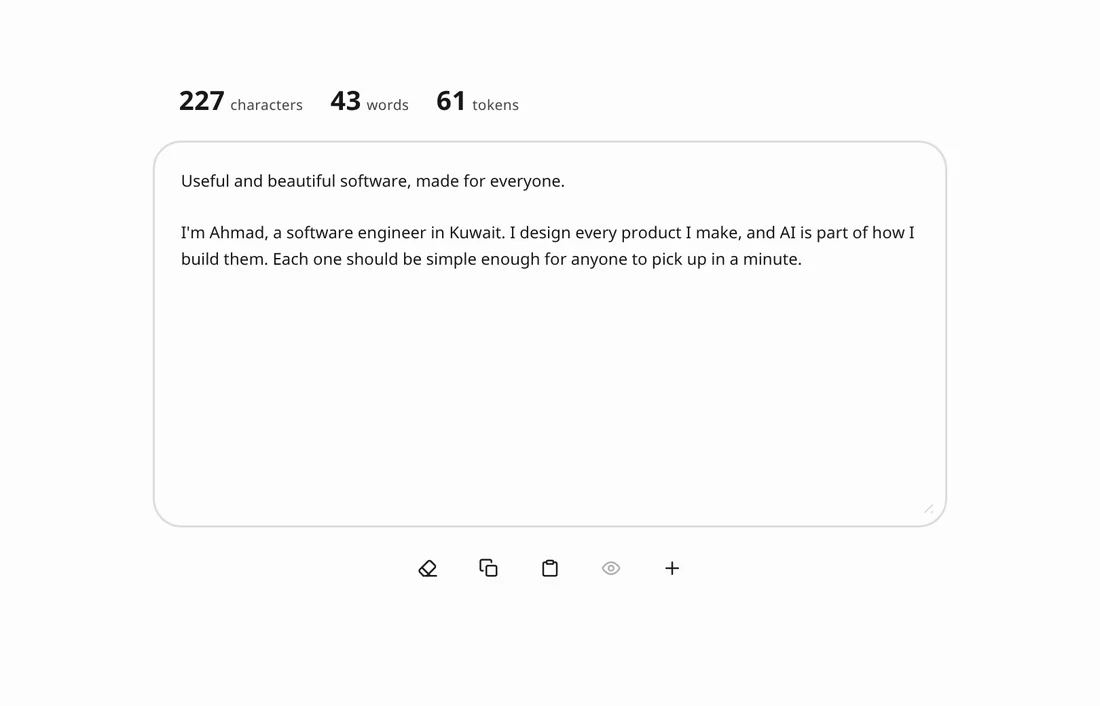 227 characters 43 words 61 tokens
Useful and beautiful software, made for everyone.
I'm Ahmad, a software engineer in Kuwait. I design every product I make, and AI is part of how I
build them. Each one should be simple enough for anyone to pick up in a minute.